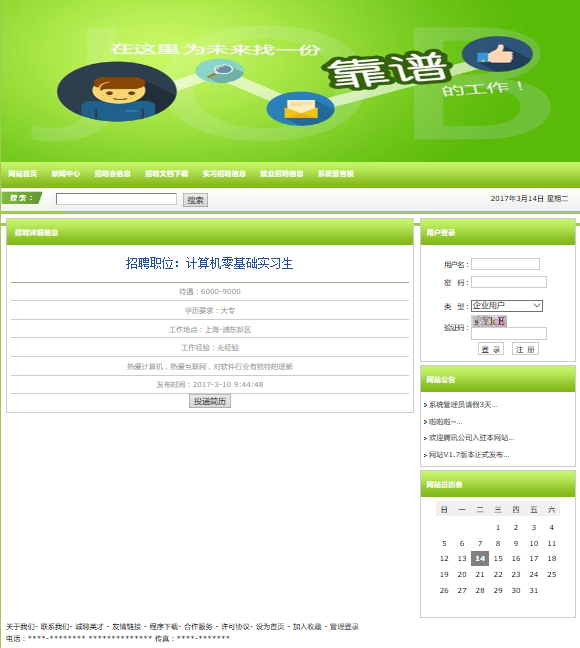 JOB
在这里为未来找一份
靠谱
的工作！
网站首页 新闻中心 招聘会信息 招聘文档下载 实习招聘信息 就业招聘信息 系统留言板
搜索： 搜索 2017年3月14日 星期二
招聘详细信息
招聘职位：计算机零基础实习生
待遇：6000-9000
学历要求：大专
工作地点：上海-浦东新区
工作经验：无经验
热爱计算机，热爱互联网，对软件行业有独特的理解
发布时间：2017-3-10 9:44:48
投递简历
用户登录
用户名：
密 码：
类 型：企业用户
验证码：
sYkE
登 录 注 册
网站公告
系统管理员请假3天...
啦啦啦~...
欢迎腾讯公司入驻本网站...
网站V1.7版本正式发布...
网站日历表
日 一 二 三 四 五 六
1 2 3 4
5 6 7 8 9 10 11
12 13 14 15 16 17 18
19 20 21 22 23 24 25
26 27 28 29 30 31
关于我们- 联系我们- 诚聘英才 - 友情链接 - 程序下载- 合作服务 - 许可协议- 设为首页 - 加入收藏 - 管理登录
电话：****-******** ************** 传真：****-*******